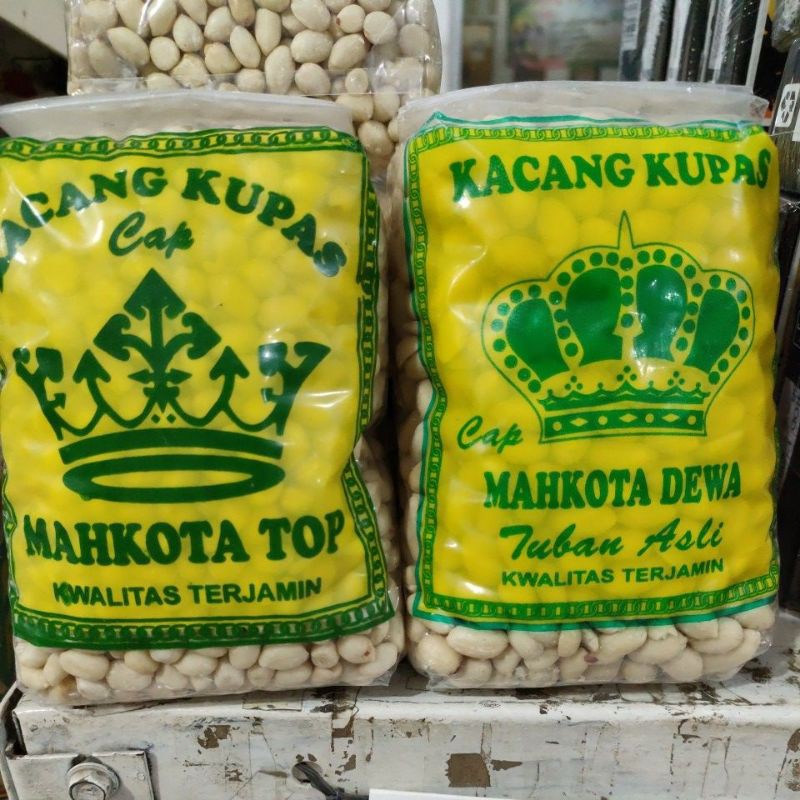 KACANG KUPAS
Cap
MAHKOTA TOP
KWALITAS TERJAMIN
KACANG KUPAS
Cap
MAHKOTA DEWA
Tuban Asli
KWALITAS TERJAMIN